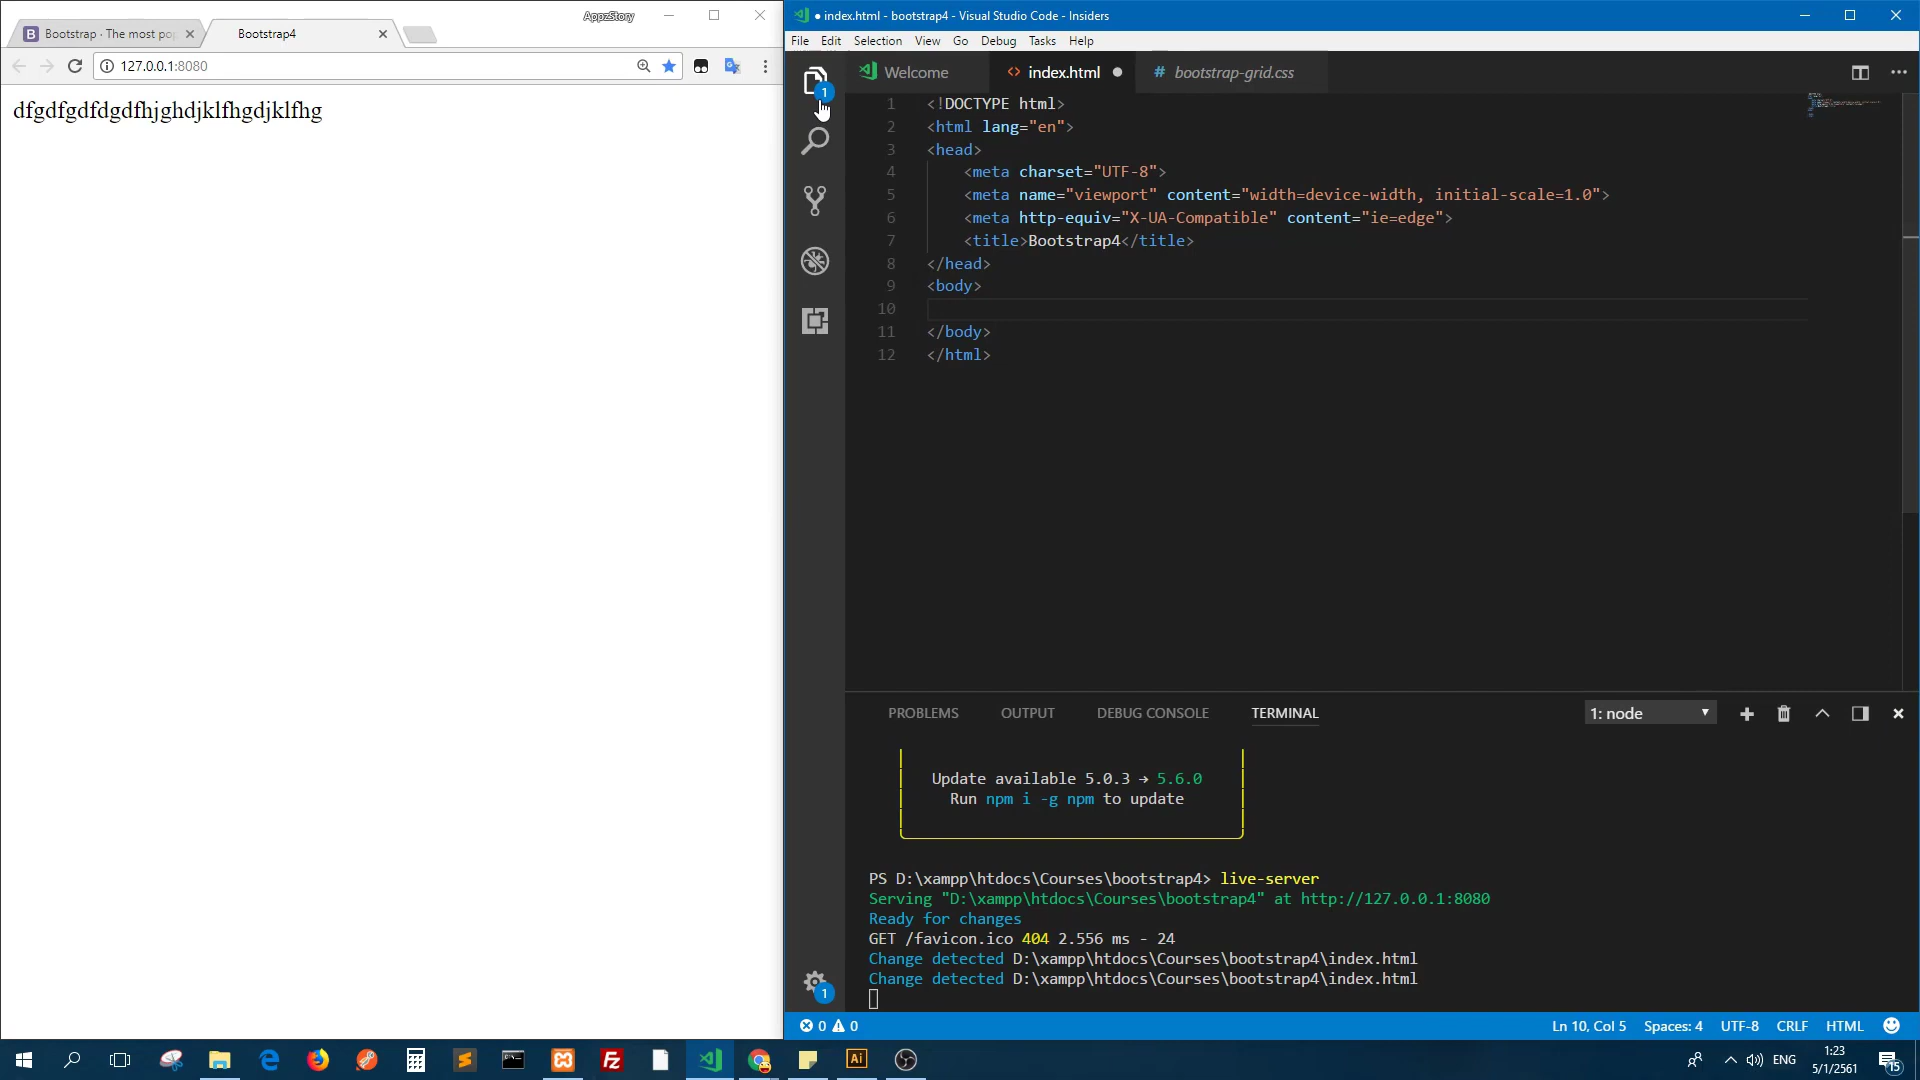 AppzStory
Bootstrap · The most pop
Bootstrap4
127.0.0.1:8080
dfgdfgdfdgdfhjghdjklfhgdjklfhg
● index.html - bootstrap4 - Visual Studio Code - Insiders
File Edit Selection View Go Debug Tasks Help
1
Welcome
<> index.html ●
# bootstrap-grid.css
1 <!DOCTYPE html>
2 <html lang="en">
3 <head>
4 <meta charset="UTF-8">
5 <meta name="viewport" content="width=device-width, initial-scale=1.0">
6 <meta http-equiv="X-UA-Compatible" content="ie=edge">
7 <title>Bootstrap4</title>
8 </head>
9 <body>
10
11 </body>
12 </html>
PROBLEMS OUTPUT DEBUG CONSOLE TERMINAL
1: node
Update available 5.0.3 → 5.6.0
Run npm i -g npm to update
PS D:\xampp\htdocs\Courses\bootstrap4> live-server
Serving "D:\xampp\htdocs\Courses\bootstrap4" at http://127.0.0.1:8080
Ready for changes
GET /favicon.ico 404 2.556 ms - 24
Change detected D:\xampp\htdocs\Courses\bootstrap4\index.html
Change detected D:\xampp\htdocs\Courses\bootstrap4\index.html
1
0 0
Ln 10, Col 5 Spaces: 4 UTF-8 CRLF HTML
Fz
Ai
ENG
1:23
5/1/2561
15